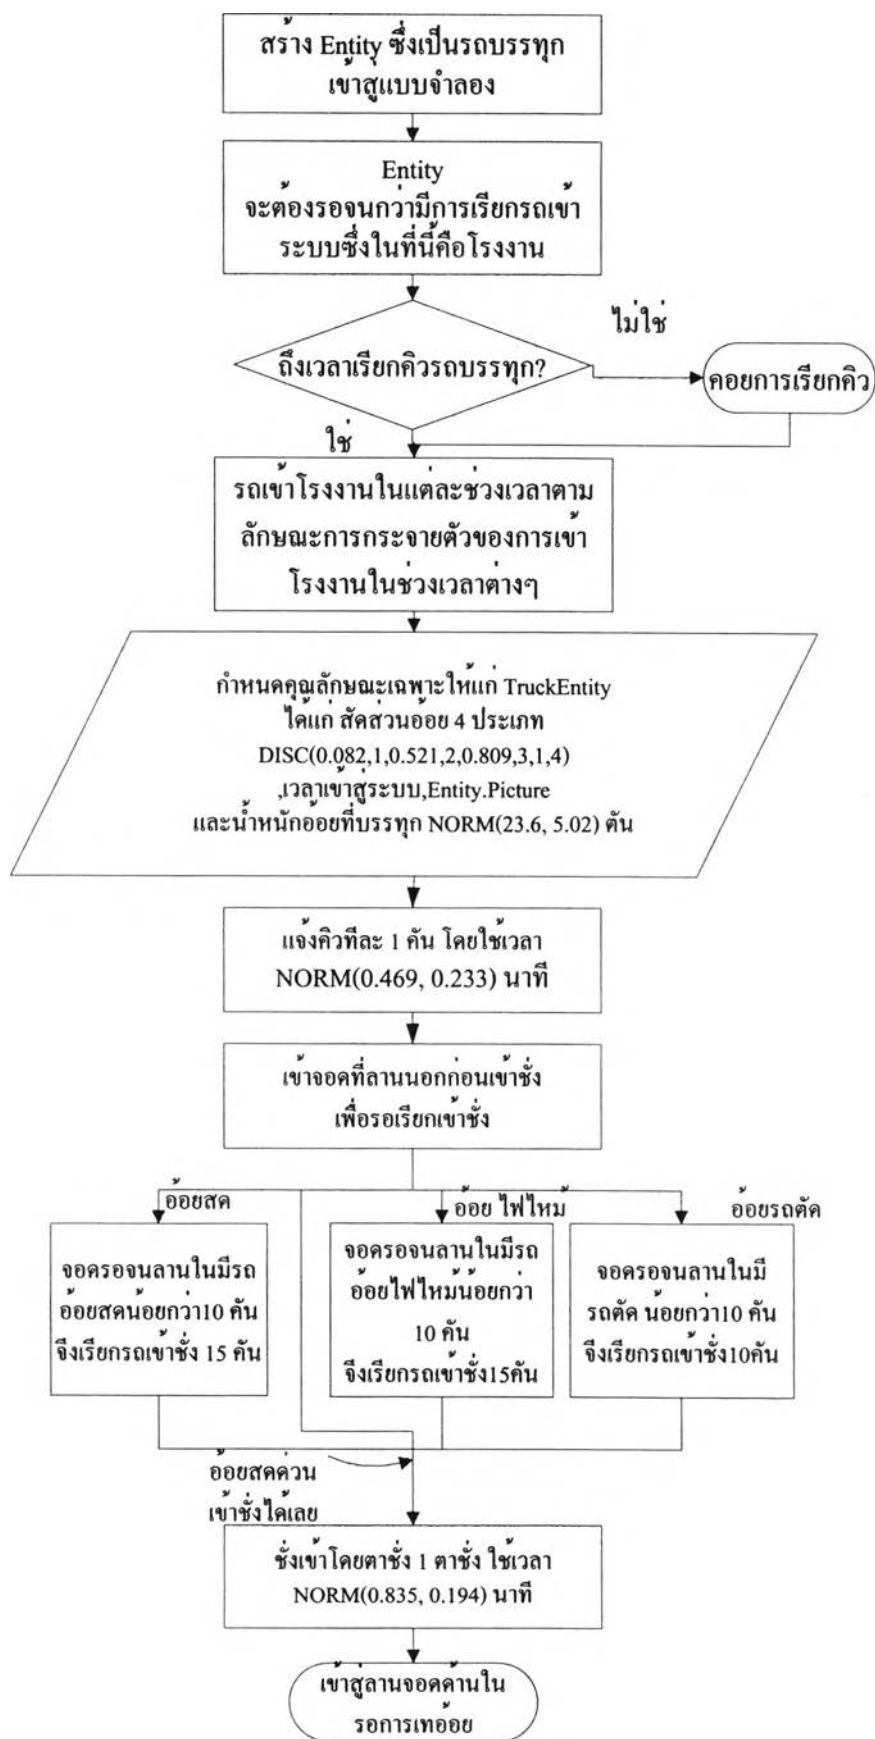 สร้าง Entity ซึ่งเป็นรถบรรทุก
เข้าสู่แบบจำลอง
Entity
จะต้องรอจนกว่ามีการเรียกรถเข้า
ระบบซึ่งในที่นี้คือโรงงาน
ไม่ใช่
ถึงเวลาเรียกคิวรถบรรทุก?
คอยการเรียกคิว
ใช่
รถเข้าโรงงานในแต่ละช่วงเวลาตาม
ลักษณะการกระจายตัวของการเข้า
โรงงานในช่วงเวลาต่างๆ
กำหนดคุณลักษณะเฉพาะให้แก่ TruckEntity
ได้แก่ สัดส่วนอ้อย 4 ประเภท
DISC(0.082,1,0.521,2,0.809,3,1,4)
,เวลาเข้าสู่ระบบ,Entity.Picture
และน้ำหนักอ้อยที่บรรทุก NORM(23.6, 5.02) ตัน
แจ้งคิวทีละ 1 คัน โดยใช้เวลา
NORM(0.469, 0.233) นาที
เข้าจอดที่ลานนอกก่อนเข้าชั่ง
เพื่อรอเรียกเข้าชั่ง
อ้อยสด
อ้อย ไฟไหม้
อ้อยรถตัด
จอดรอจนลานในมีรถ
อ้อยสดน้อยกว่า10 คัน
จึงเรียกรถเข้าชั่ง 15 คัน
จอดรอจนลานในมีรถ
อ้อยไฟไหม้น้อยกว่า
10 คัน
จึงเรียกรถเข้าชั่ง15คัน
จอดรอจนลานในมี
รถตัด น้อยกว่า10 คัน
จึงเรียกรถเข้าชั่ง10คัน
อ้อยสดด่วน
เข้าชั่งได้เลย
ชั่งเข้าโดยตาชั่ง 1 ตาชั่ง ใช้เวลา
NORM(0.835, 0.194) นาที
เข้าสู่ลานจอดด้านใน
รอการเทอ้อย